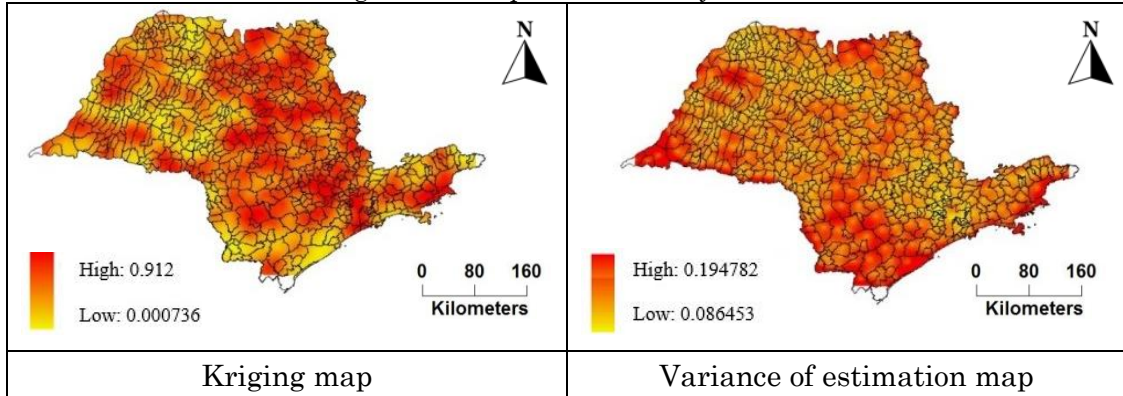 N
High: 0.912
Low: 0.000736
0 80 160
Kilometers
N
High: 0.194782
Low: 0.086453
0 80 160
Kilometers
Kriging map
Variance of estimation map